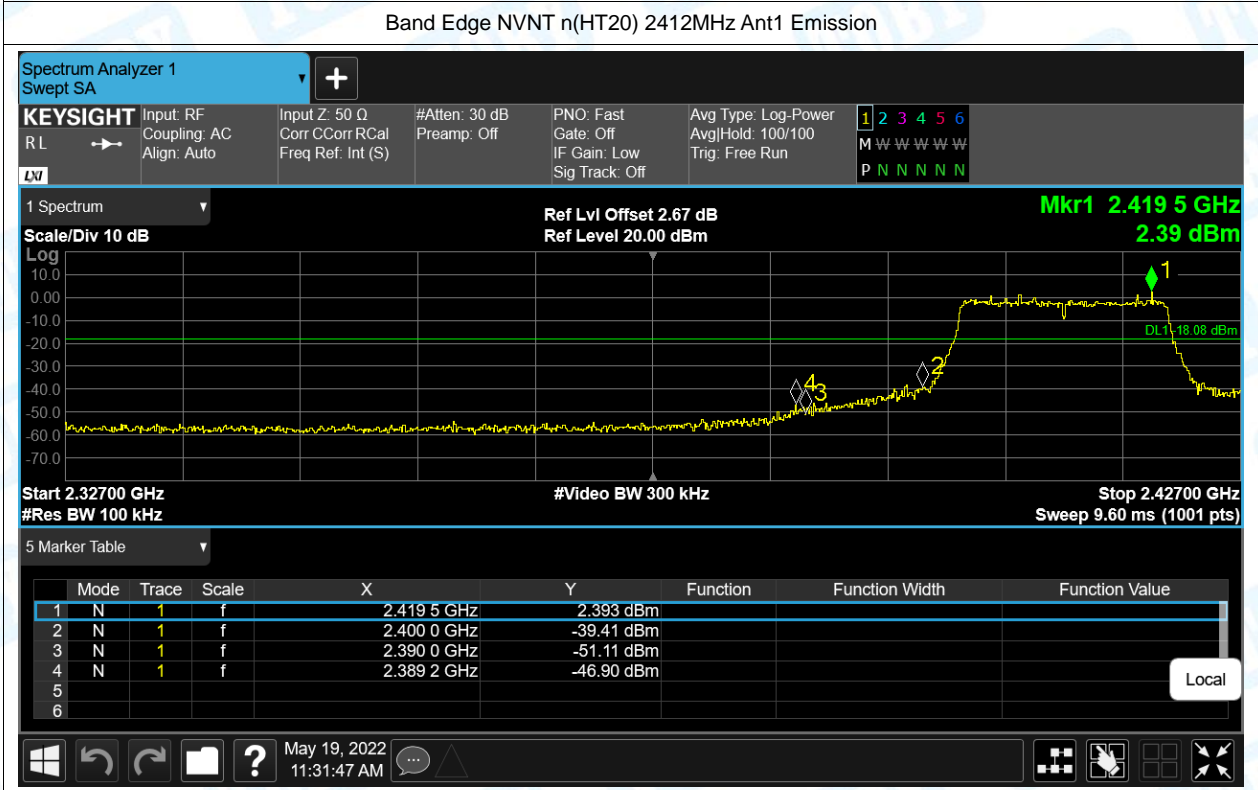 Band Edge NVNT n(HT20) 2412MHz Ant1 Emission
Spectrum Analyzer 1
Swept SA
KEYSIGHT Input: RF Input Z: 50 Ω #Atten: 30 dB PNO: Fast Avg Type: Log-Power 1 2 3 4 5 6
RL Coupling: AC Corr CCorr RCal Preamp: Off Gate: Off Avg|Hold: 100/100 M W W W W W
Align: Auto Freq Ref: Int (S) IF Gain: Low Trig: Free Run
LXI Sig Track: Off P N N N N N
1 Spectrum Ref Lvl Offset 2.67 dB Mkr1 2.419 5 GHz
Scale/Div 10 dB Ref Level 20.00 dBm 2.39 dBm
Log
10.0 1
0.00
-10.0
DL1 -18.08 dBm
-20.0
-30.0 2
-40.0 4 3
-50.0
-60.0
-70.0
Start 2.32700 GHz #Video BW 300 kHz Stop 2.42700 GHz
#Res BW 100 kHz Sweep 9.60 ms (1001 pts)
5 Marker Table
Mode Trace Scale X Y Function Function Width Function Value
1 N 1 f 2.419 5 GHz 2.393 dBm
2 N 1 f 2.400 0 GHz -39.41 dBm
3 N 1 f 2.390 0 GHz -51.11 dBm
4 N 1 f 2.389 2 GHz -46.90 dBm
5
6
Local
? May 19, 2022
11:31:47 AM